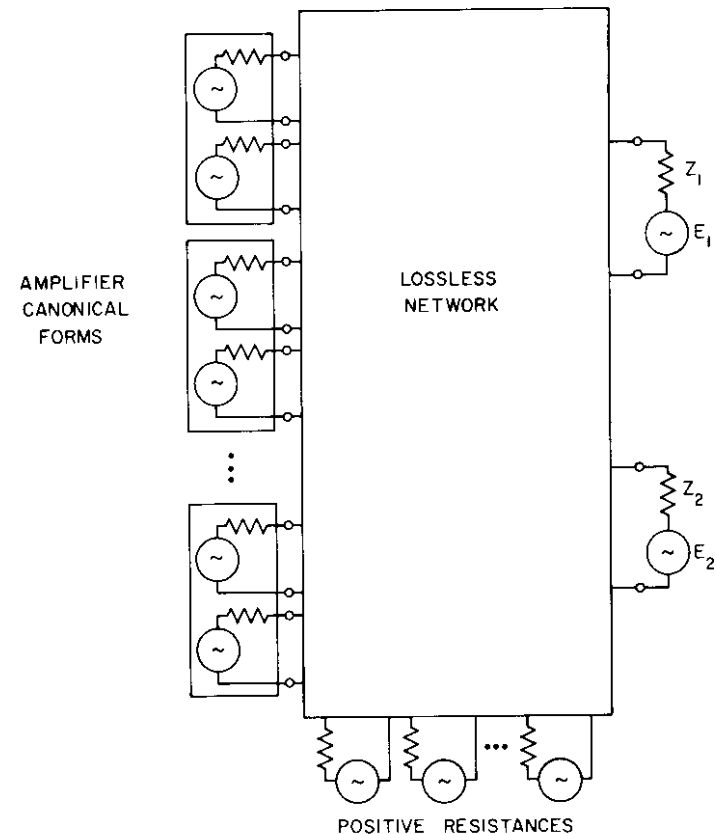 AMPLIFIER
CANONICAL
FORMS
LOSSLESS
NETWORK
Z1
E1
Z2
E2
POSITIVE RESISTANCES